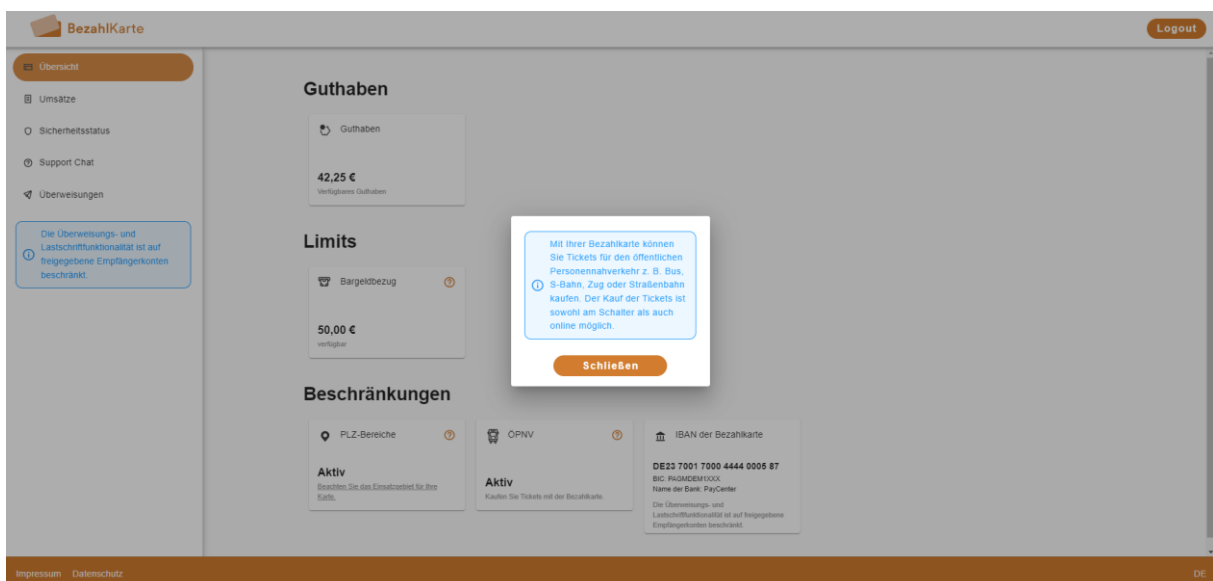 BezahlKarte
Logout
Übersicht
Umsätze
Sicherheitsstatus
Support Chat
Überweisungen
Die Überweisungs- und
Lastschriftfunktionalität ist auf
freigegebene Empfängerkonten
beschränkt.
Guthaben
Guthaben
42,25 €
Verfügbares Guthaben
Limits
Bargeldbezug
50,00 €
verfügbar
Mit Ihrer Bezahlkarte können
Sie Tickets für den öffentlichen
Personennahverkehr z. B. Bus,
S-Bahn, Zug oder Straßenbahn
kaufen. Der Kauf der Tickets ist
sowohl am Schalter als auch
online möglich.
Schließen
Beschränkungen
PLZ-Bereiche
Aktiv
Beachten Sie das Einsatzgebiet für Ihre
Karte.
ÖPNV
Aktiv
Kaufen Sie Tickets mit der Bezahlkarte.
IBAN der Bezahlkarte
DE23 7001 7000 4444 0005 87
BIC: PAGMDEM1XXX
Name der Bank: PayCenter
Die Überweisungs- und
Lastschriftfunktionalität ist auf freigegebene
Empfängerkonten beschränkt.
Impressum Datenschutz
DE